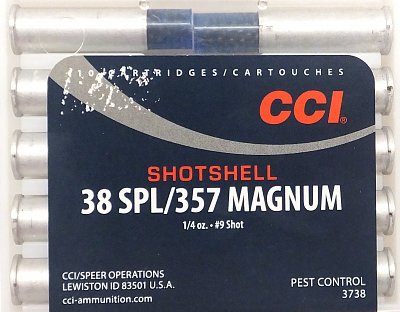 10 CARTRIDGES/CARTOUCHES
CCI®
SHOTSHELL
38 SPL/357 MAGNUM
1/4 oz. • #9 Shot
CCI/SPEER OPERATIONS
LEWISTON ID 83501 U.S.A.
cci-ammunition.com
PEST CONTROL
3738